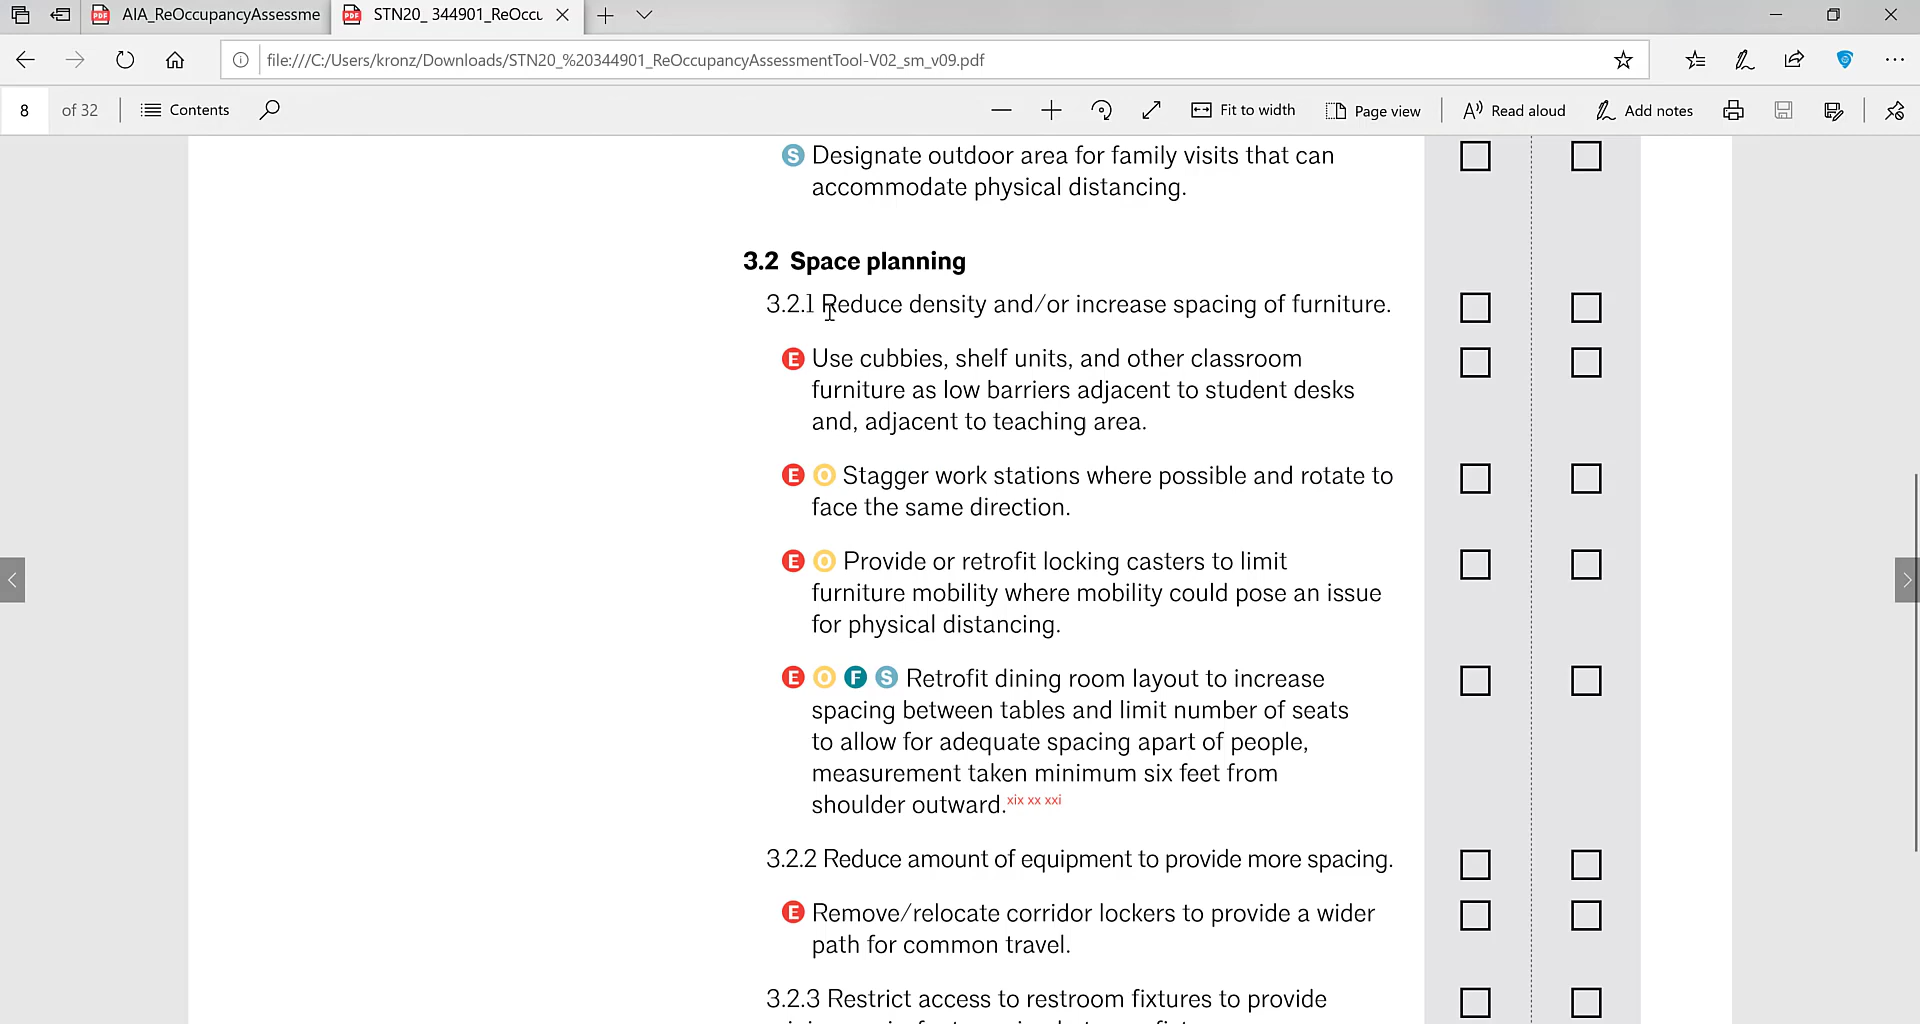 AIA_ReOccupancyAssessme
STN20_ 344901_ReOccu
file:///C:/Users/kronz/Downloads/STN20_%20344901_ReOccupancyAssessmentTool-V02_sm_v09.pdf
8 of 32 Contents Fit to width Page view Read aloud Add notes
S Designate outdoor area for family visits that can
accommodate physical distancing.
3.2 Space planning
3.2.1 Reduce density and/or increase spacing of furniture.
E Use cubbies, shelf units, and other classroom
furniture as low barriers adjacent to student desks
and, adjacent to teaching area.
E O Stagger work stations where possible and rotate to
face the same direction.
E O Provide or retrofit locking casters to limit
furniture mobility where mobility could pose an issue
for physical distancing.
E O F S Retrofit dining room layout to increase
spacing between tables and limit number of seats
to allow for adequate spacing apart of people,
measurement taken minimum six feet from
shoulder outward.xix xx xxi
3.2.2 Reduce amount of equipment to provide more spacing.
E Remove/relocate corridor lockers to provide a wider
path for common travel.
3.2.3 Restrict access to restroom fixtures to provide